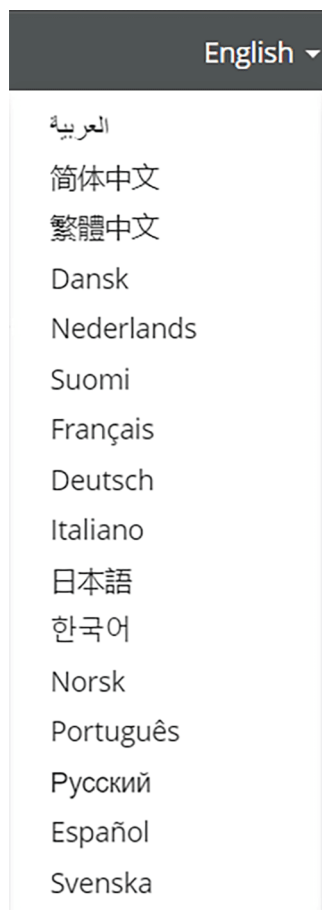 English
العربية
简体中文
繁體中文
Dansk
Nederlands
Suomi
Français
Deutsch
Italiano
日本語
한국어
Norsk
Português
Русский
Español
Svenska